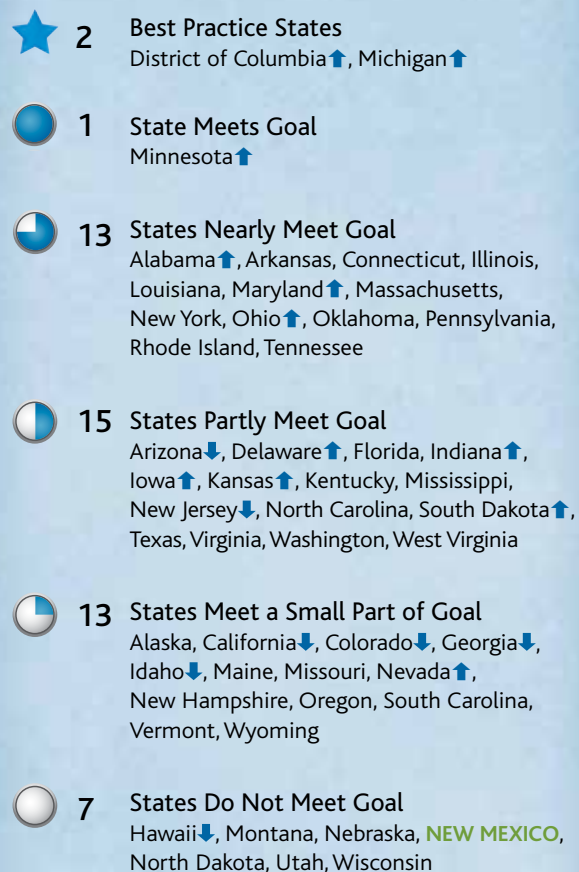 2 Best Practice States
District of Columbia⬆, Michigan⬆
1 State Meets Goal
Minnesota⬆
13 States Nearly Meet Goal
Alabama⬆, Arkansas, Connecticut, Illinois,
Louisiana, Maryland⬆, Massachusetts,
New York, Ohio⬆, Oklahoma, Pennsylvania,
Rhode Island, Tennessee
15 States Partly Meet Goal
Arizona⬇, Delaware⬆, Florida, Indiana⬆,
Iowa⬆, Kansas⬆, Kentucky, Mississippi,
New Jersey⬇, North Carolina, South Dakota⬆,
Texas, Virginia, Washington, West Virginia
13 States Meet a Small Part of Goal
Alaska, California⬇, Colorado⬇, Georgia⬇,
Idaho⬇, Maine, Missouri, Nevada⬆,
New Hampshire, Oregon, South Carolina,
Vermont, Wyoming
7 States Do Not Meet Goal
Hawaii⬇, Montana, Nebraska, NEW MEXICO,
North Dakota, Utah, Wisconsin